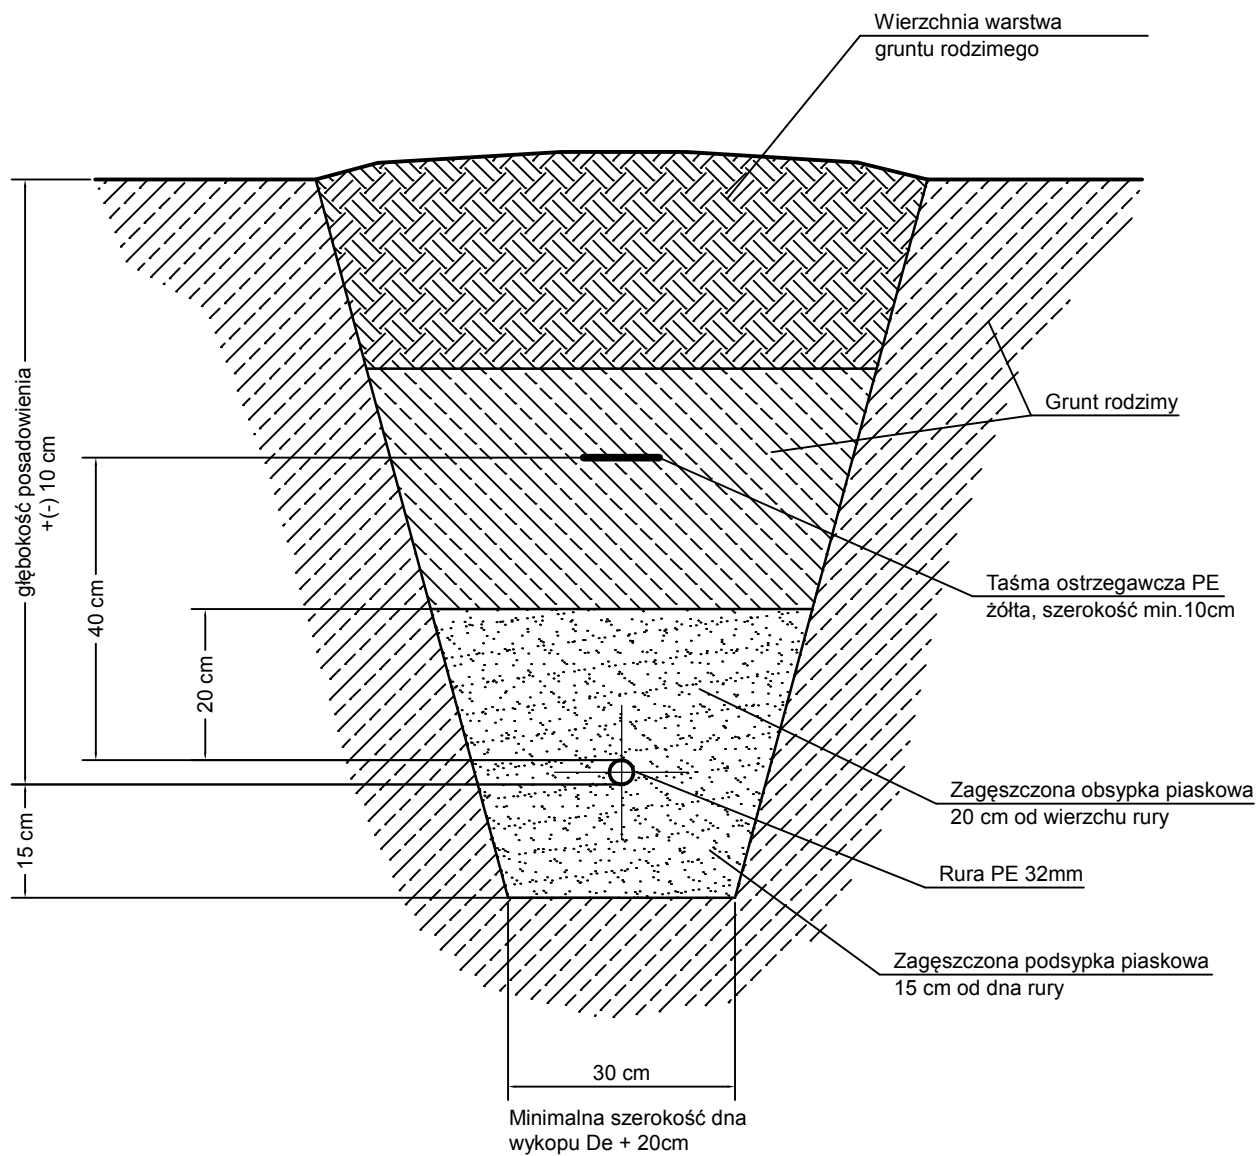 Wierzchnia warstwa
gruntu rodzimego
głębokość posadowienia
+(-) 10 cm
Grunt rodzimy
40 cm
Taśma ostrzegawcza PE
żółta, szerokość min.10cm
20 cm
Zagęszczona obsypka piaskowa
20 cm od wierzchu rury
15 cm
Rura PE 32mm
Zagęszczona podsypka piaskowa
15 cm od dna rury
30 cm
Minimalna szerokość dna
wykopu De + 20cm